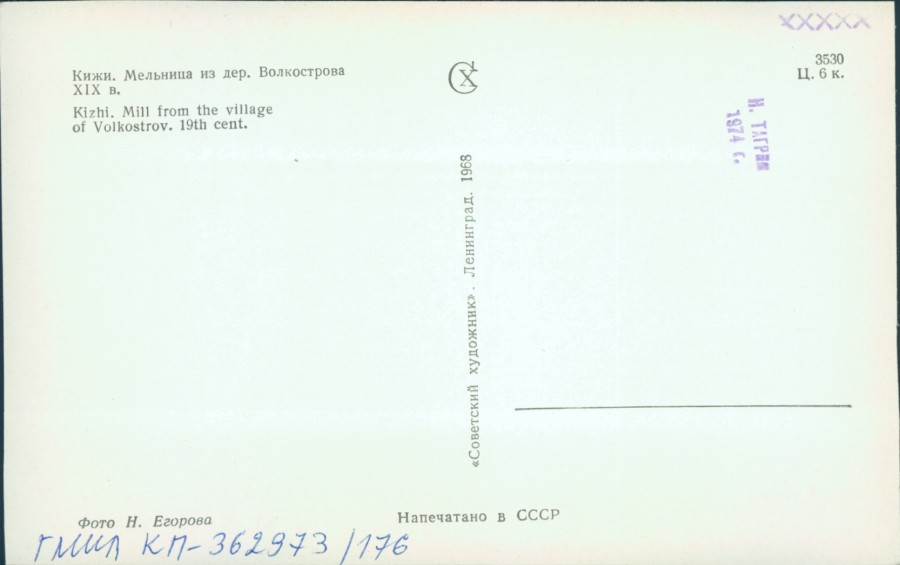 Кижи. Мельница из дер. Волкострова
XIX в.
Kizhi. Mill from the village
of Volkostrov. 19th cent.
Фото Н. Егорова
«Советский художник». Ленинград. 1968
Напечатано в СССР
XXXXX
3530
Ц. 6 к.
Н. ТАГРИН
1974 г.
ГМИЛ КП-362973/176